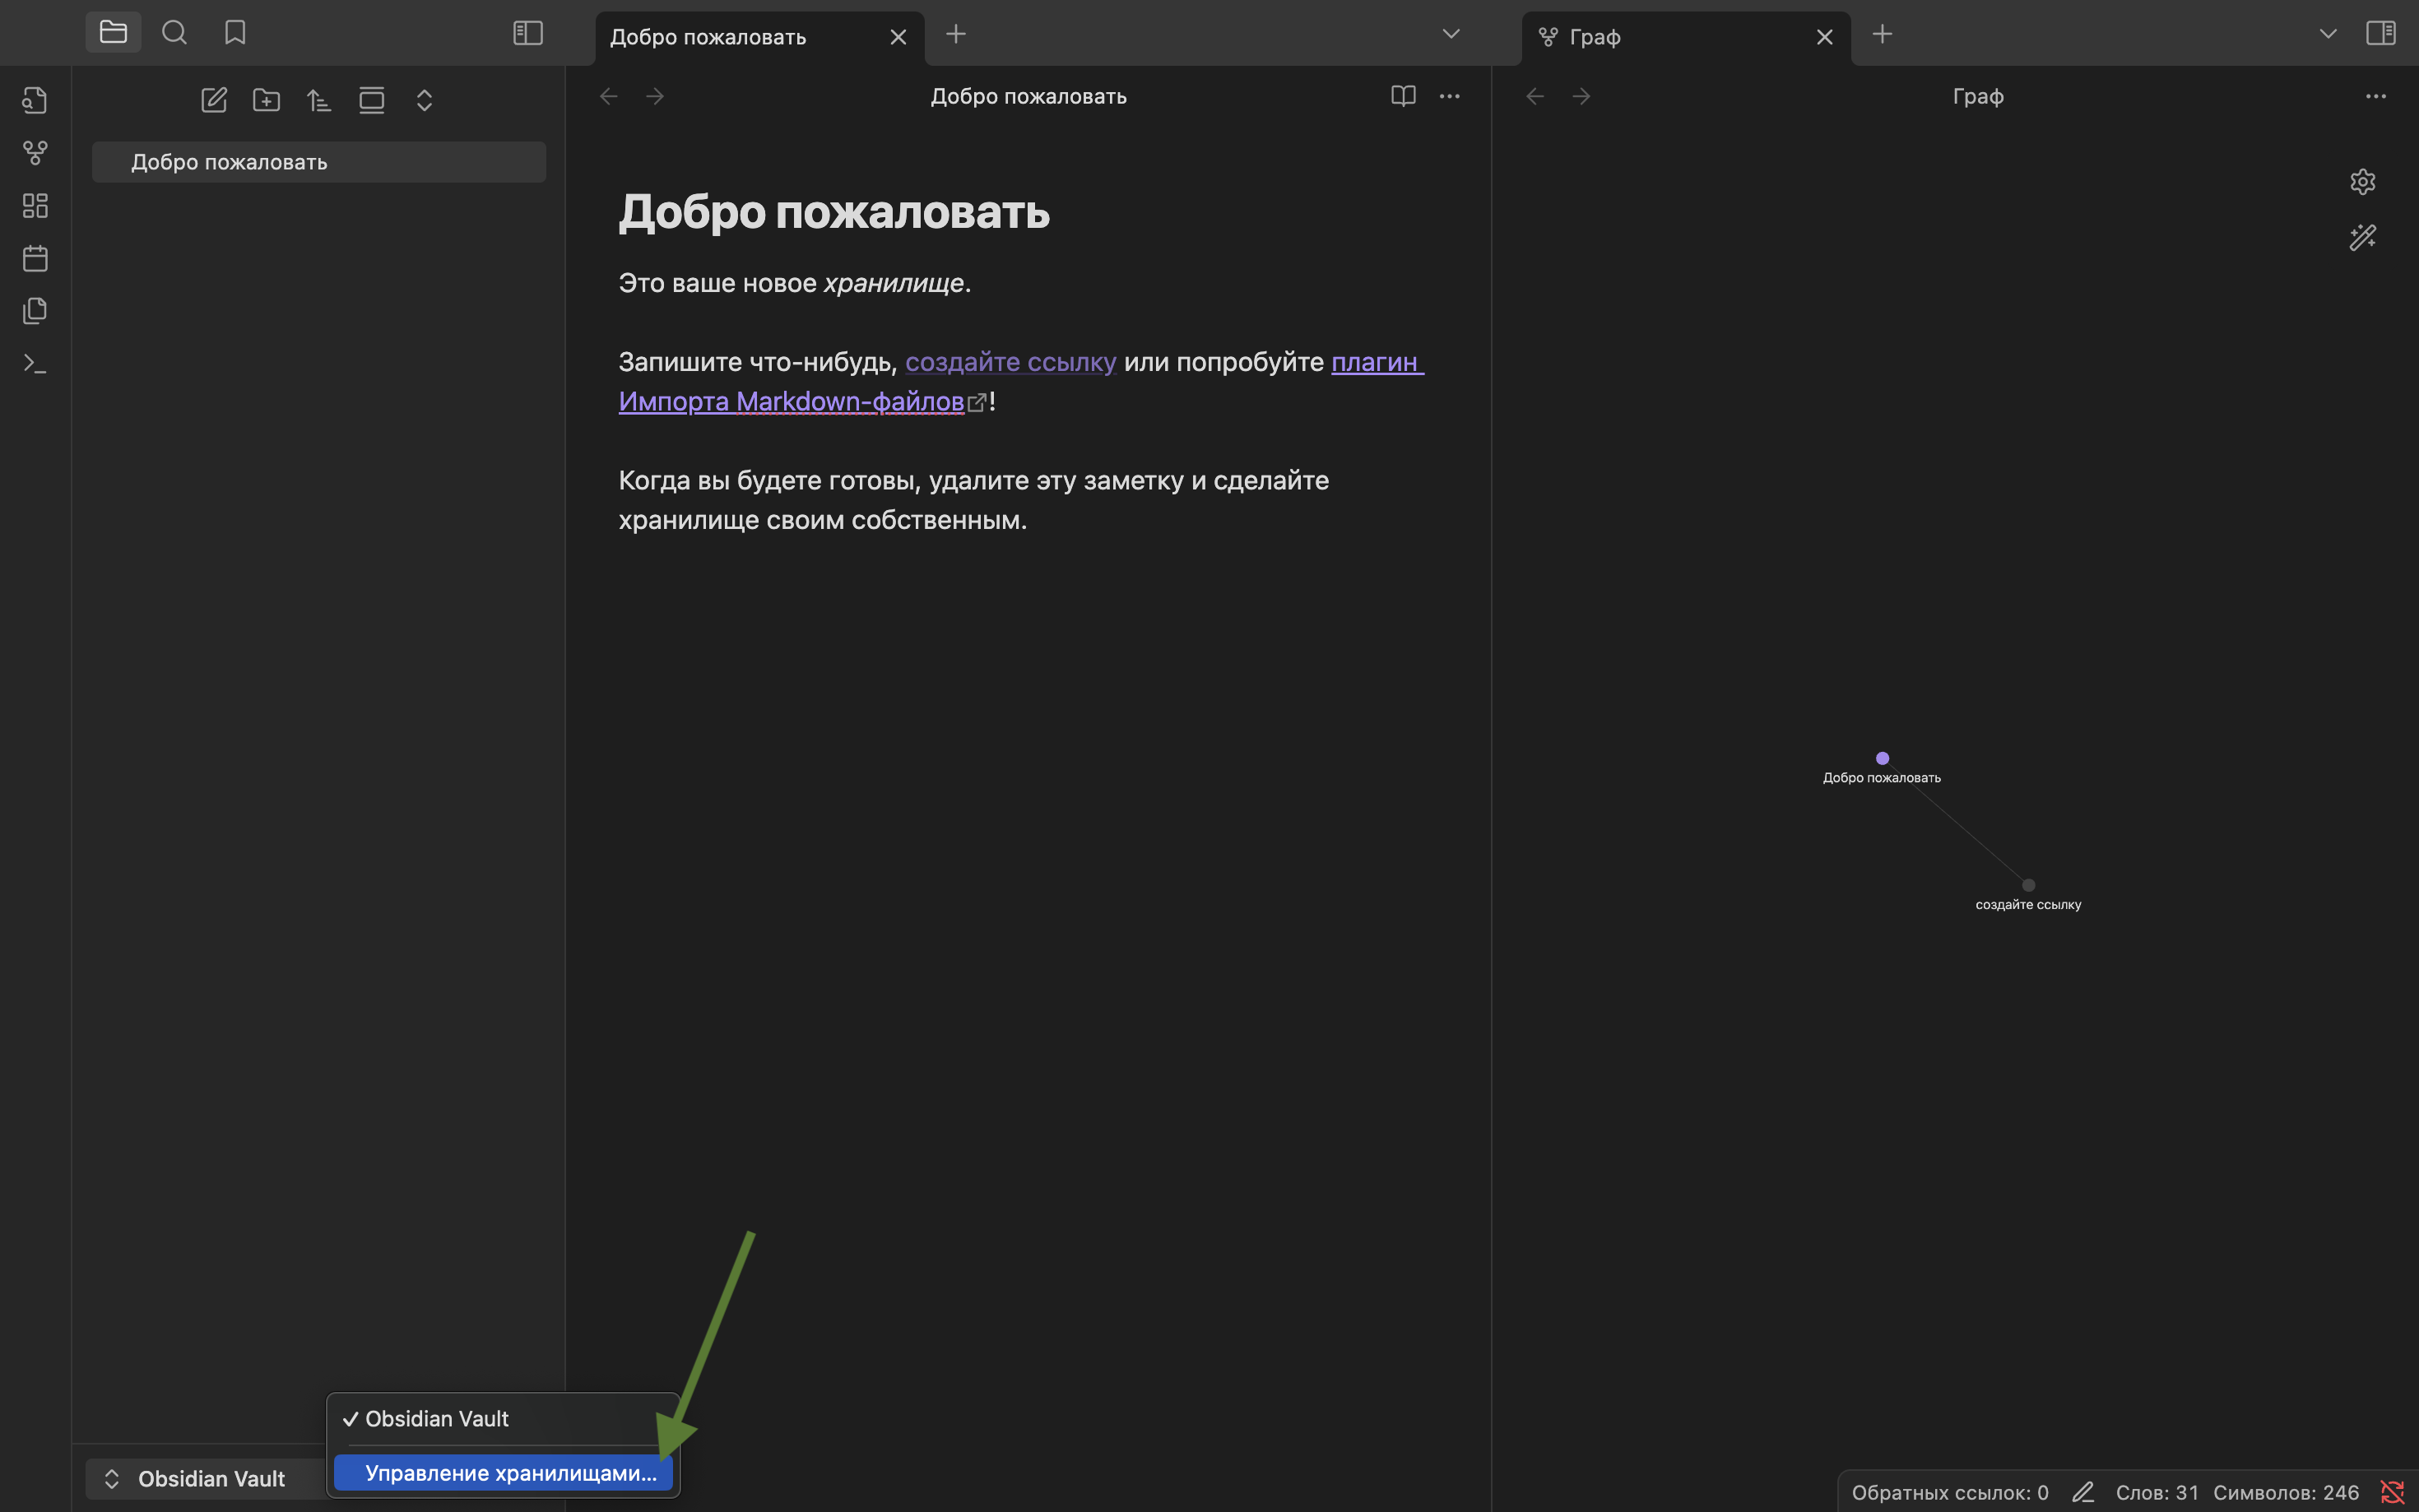 Добро пожаловать
Граф
Добро пожаловать
Граф
Добро пожаловать
Добро пожаловать
Это ваше новое хранилище.
Запишите что-нибудь, создайте ссылку или попробуйте плагин
Импорта Markdown-файлов!
Когда вы будете готовы, удалите эту заметку и сделайте
хранилище своим собственным.
Добро пожаловать
создайте ссылку
Obsidian Vault
Управление хранилищами...
Obsidian Vault
Обратных ссылок: 0 Слов: 31 Символов: 246